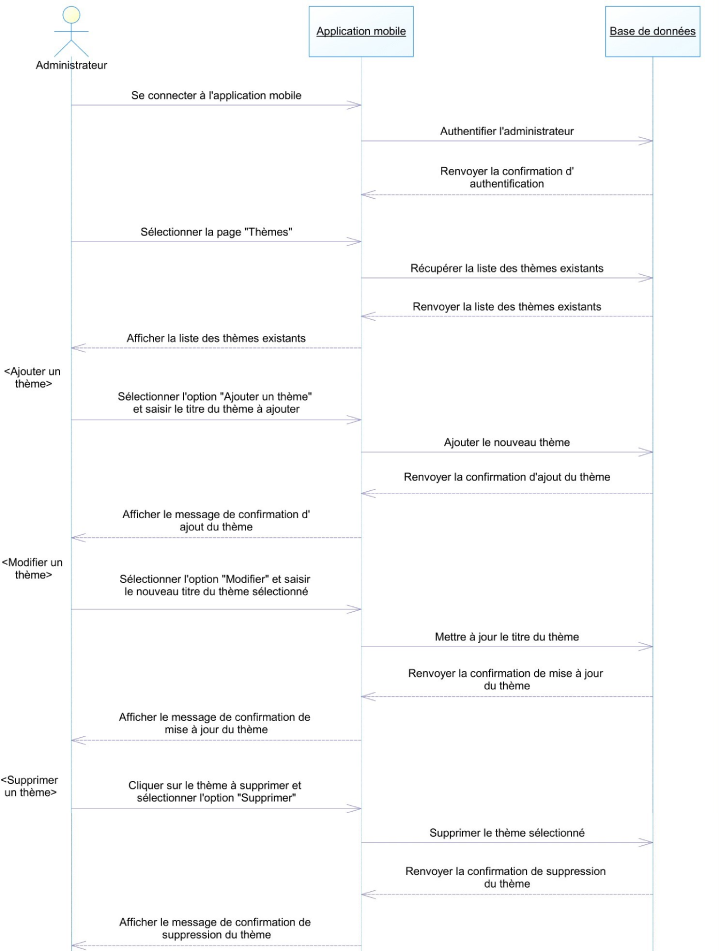 Application mobile
Base de données
Administrateur
Se connecter à l'application mobile
Authentifier l'administrateur
Renvoyer la confirmation d'
authentification
Sélectionner la page "Thèmes"
Récupérer la liste des thèmes existants
Renvoyer la liste des thèmes existants
Afficher la liste des thèmes existants
<Ajouter un
thème>
Sélectionner l'option "Ajouter un thème"
et saisir le titre du thème à ajouter
Ajouter le nouveau thème
Renvoyer la confirmation d'ajout du thème
Afficher le message de confirmation d'
ajout du thème
<Modifier un
thème>
Sélectionner l'option "Modifier" et saisir
le nouveau titre du thème sélectionné
Mettre à jour le titre du thème
Renvoyer la confirmation de mise à jour
du thème
Afficher le message de confirmation de
mise à jour du thème
<Supprimer
un thème>
Cliquer sur le thème à supprimer et
sélectionner l'option "Supprimer"
Supprimer le thème sélectionné
Renvoyer la confirmation de suppression
du thème
Afficher le message de confirmation de
suppression du thème